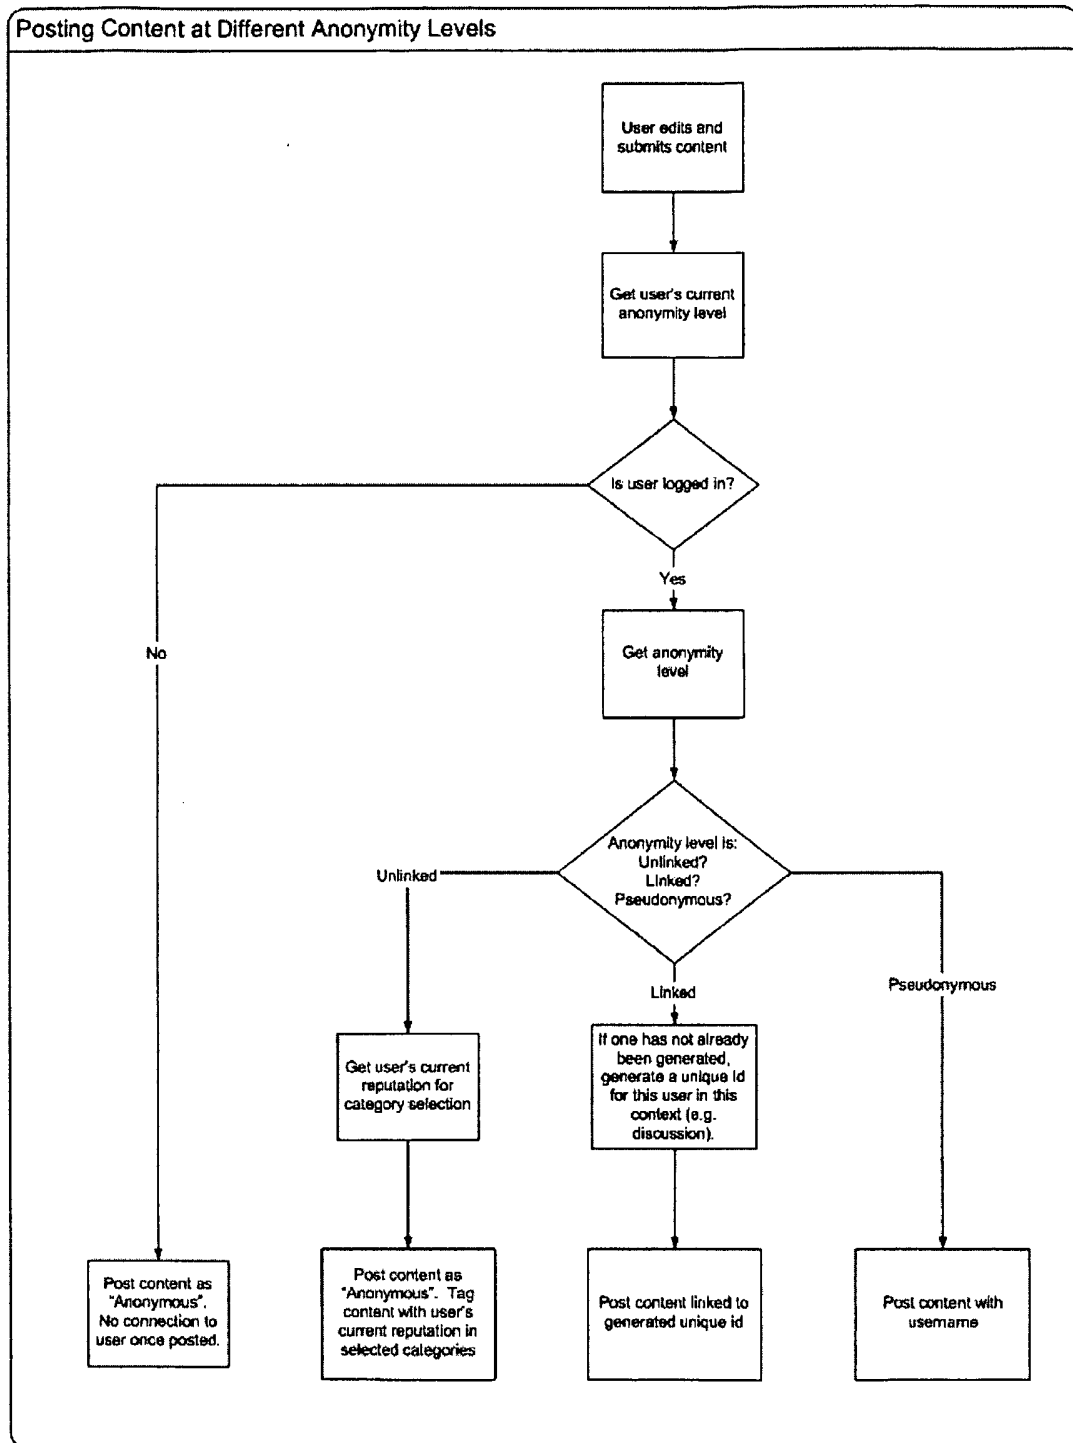 Posting Content at Different Anonymity Levels
User edits and
submits content
Get user's current
anonymity level
Is user logged in?
Yes
No
Get anonymity
level
Anonymity level is:
Unlinked?
Linked?
Pseudonymous?
Unlinked
Linked
Pseudonymous
Get user's current
reputation for
category selection
If one has not already
been generated,
generate a unique id
for this user in this
context (e.g.
discussion).
Post content as
"Anonymous".
No connection to
user once posted.
Post content as
"Anonymous". Tag
content with user's
current reputation in
selected categories
Post content linked to
generated unique id
Post content with
username